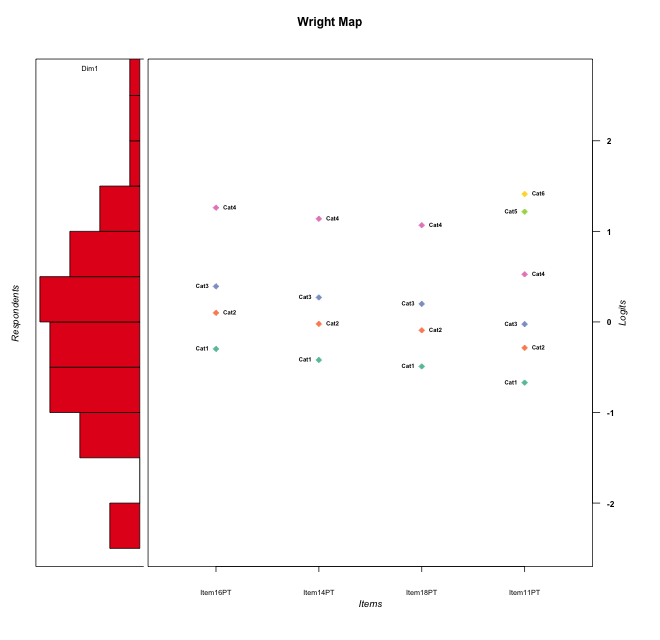 Wright Map
Dim1
Respondents
Cat6
Cat4 Cat5
Cat4 Cat4
Cat4
Cat3 Cat3 Cat3
Cat2 Cat2 Cat2 Cat3
Cat1 Cat1 Cat1 Cat2
Cat1
2
1
0
-1
-2
Logits
Item16PT Item14PT Item18PT Item11PT
Items